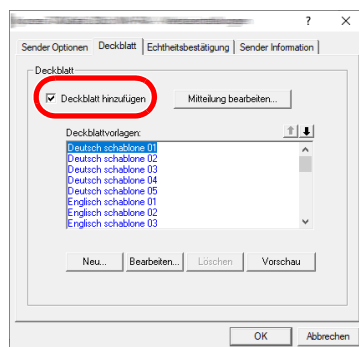 ? ×
Sender Optionen Deckblatt Echtheitsbestätigung Sender Information
Deckblatt
Deckblatt hinzufügen Mitteilung bearbeiten...
Deckblattvorlagen:
Deutsch schablone 01
Deutsch schablone 02
Deutsch schablone 03
Deutsch schablone 04
Deutsch schablone 05
Englisch schablone 01
Englisch schablone 02
Englisch schablone 03
Neu... Bearbeiten... Löschen Vorschau
OK Abbrechen